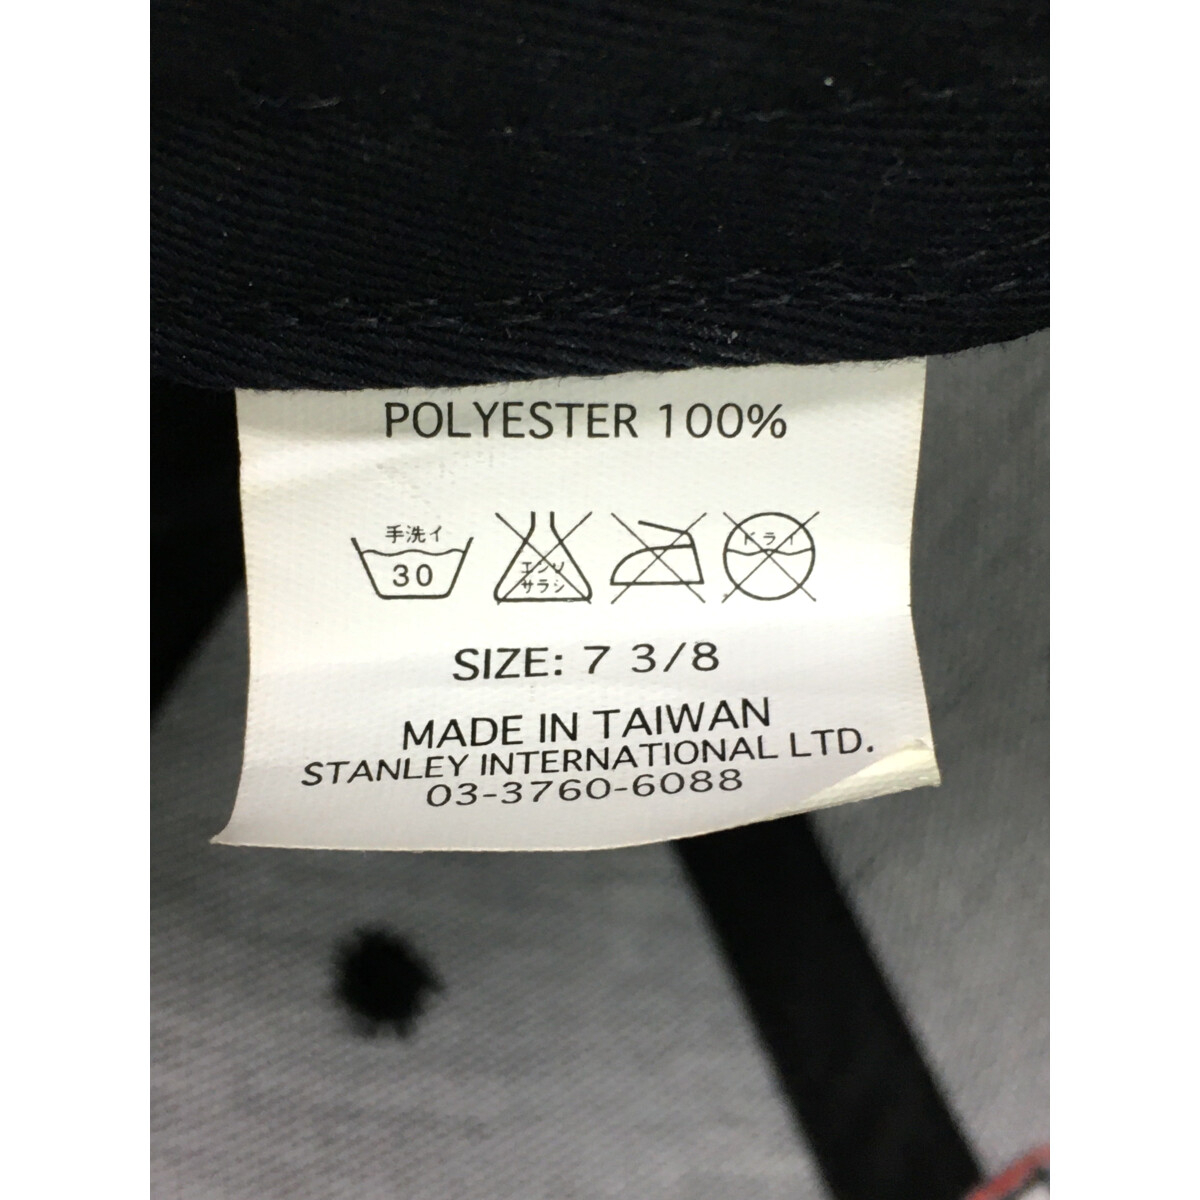 POLYESTER 100%
手洗イ
30
エンソ
サラシ
ドライ
SIZE: 7 3/8
MADE IN TAIWAN
STANLEY INTERNATIONAL LTD.
03-3760-6088